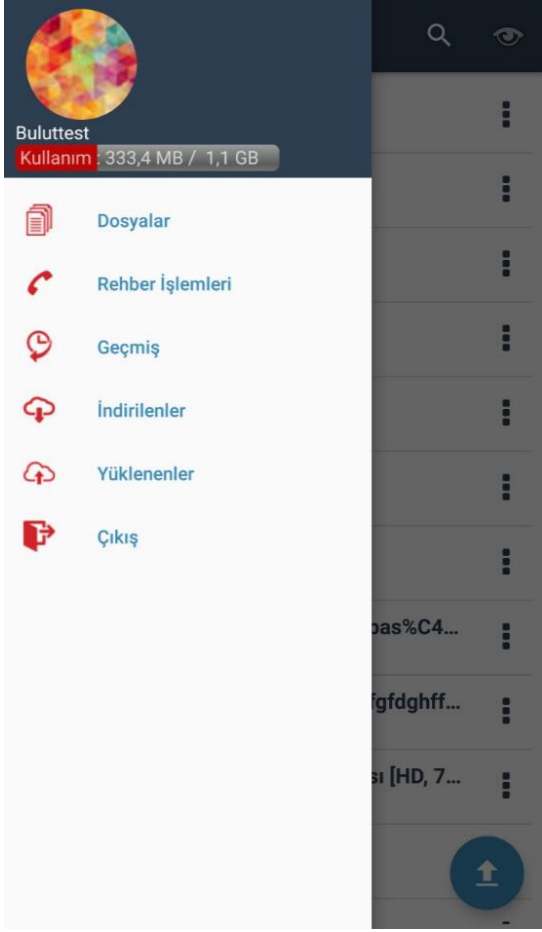 Buluttest
Kullanım : 333,4 MB / 1,1 GB
Dosyalar
Rehber İşlemleri
Geçmiş
İndirilenler
Yüklenenler
Çıkış
bas%C4...
fgfdghff...
sı [HD, 7...